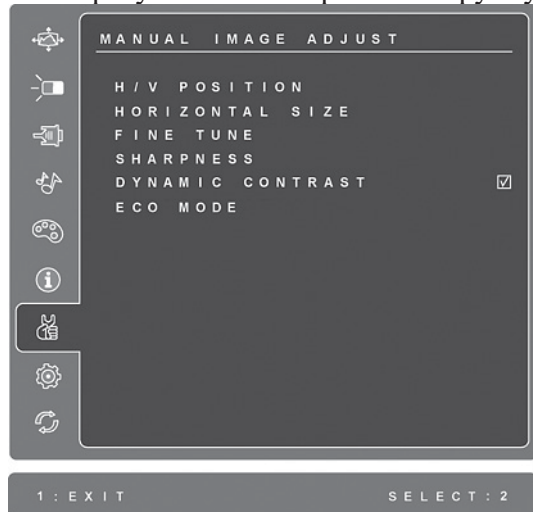 MANUAL IMAGE ADJUST
H/V POSITION
HORIZONTAL SIZE
FINE TUNE
SHARPNESS
DYNAMIC CONTRAST
ECO MODE
1:EXIT SELECT:2